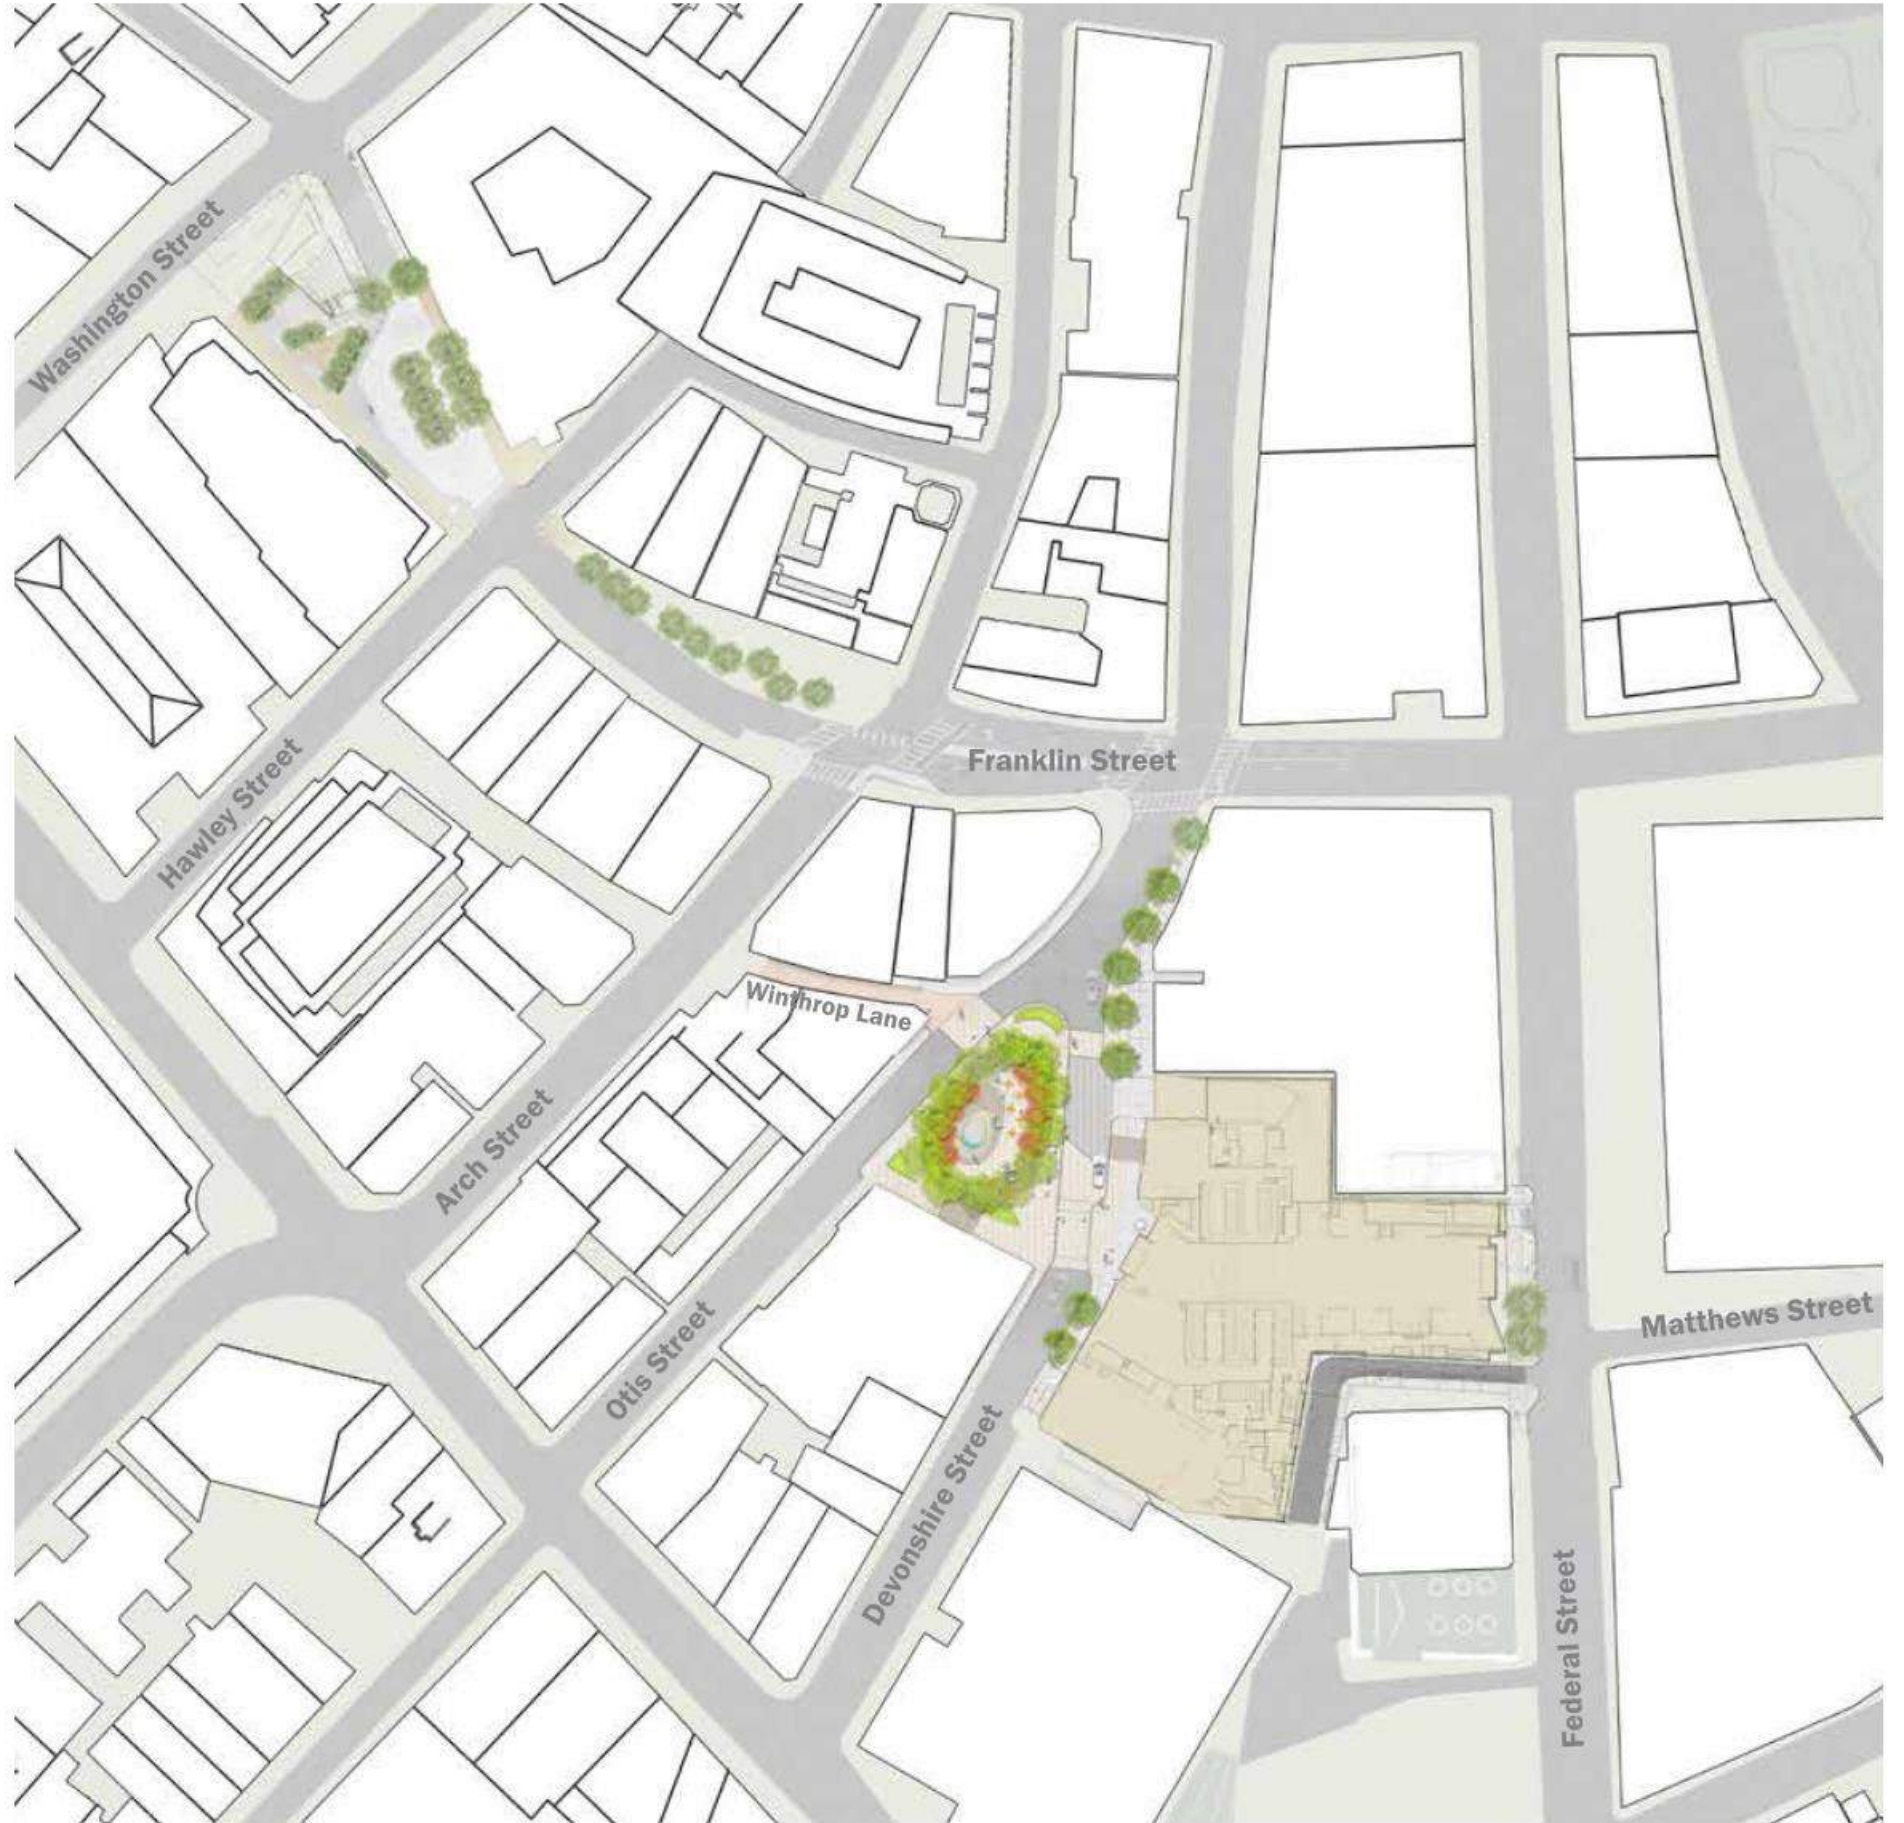 Washington Street
Franklin Street
Hawley Street
Winthrop Lane
Arch Street
Matthews Street
Otis Street
Devonshire Street
Federal Street